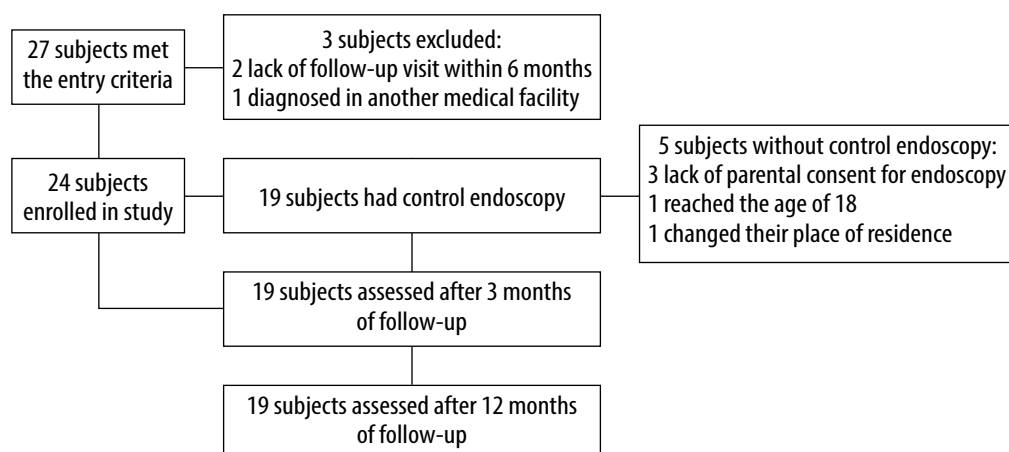 27 subjects met
the entry criteria
3 subjects excluded:
2 lack of follow-up visit within 6 months
1 diagnosed in another medical facility
24 subjects
enrolled in study
19 subjects had control endoscopy
5 subjects without control endoscopy:
3 lack of parental consent for endoscopy
1 reached the age of 18
1 changed their place of residence
19 subjects assessed after 3 months
of follow-up
19 subjects assessed after 12 months
of follow-up